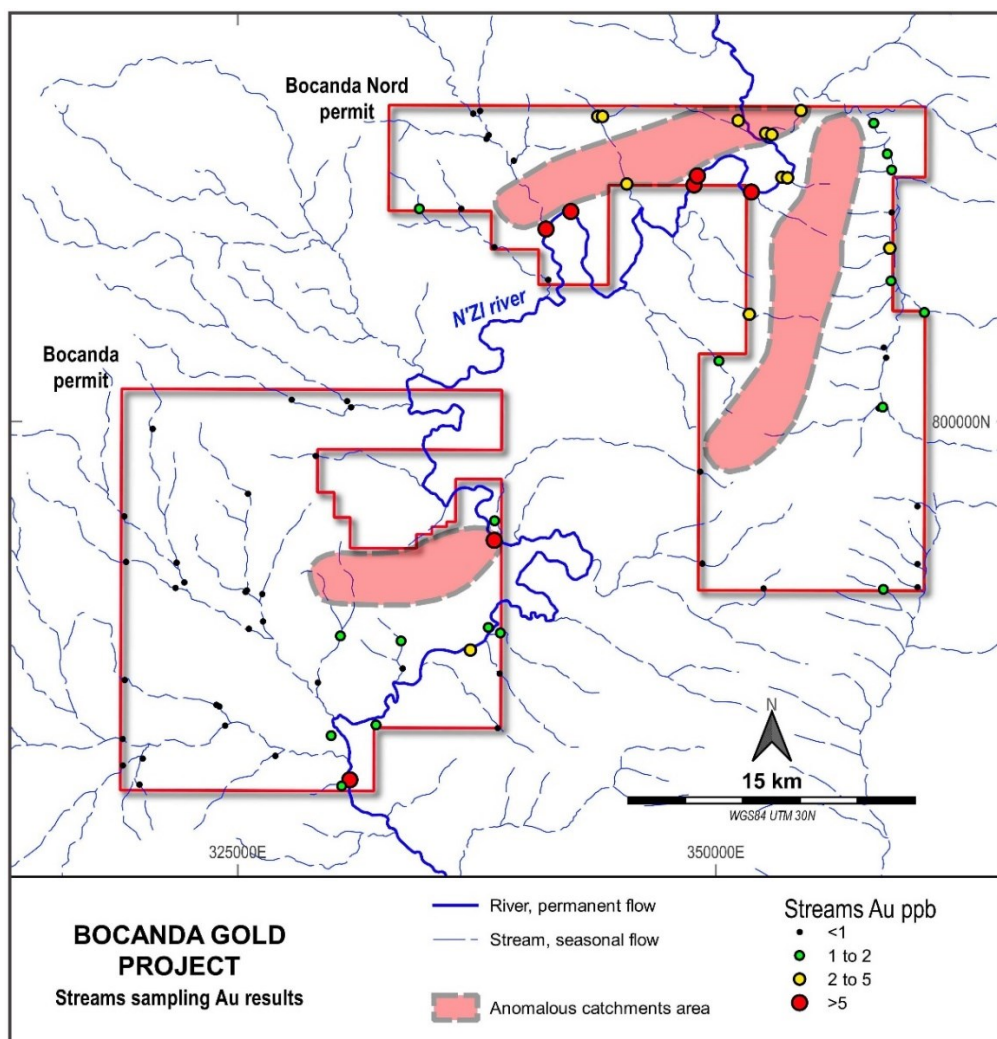 Bocanda Nord
permit
N'ZI river
Bocanda
permit
800000N
N
15 km
WGS84 UTM 30N
325000E
350000E
BOCANDA GOLD
PROJECT
Streams sampling Au results
River, permanent flow
Stream, seasonal flow
Anomalous catchments area
Streams Au ppb
<1
1 to 2
2 to 5
>5